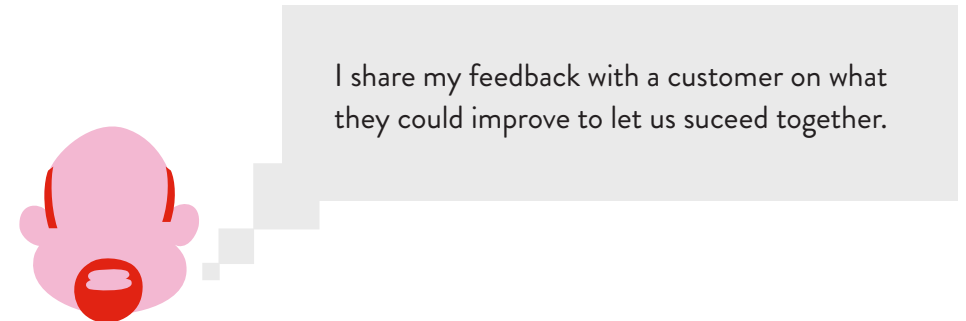 I share my feedback with a customer on what
they could improve to let us suceed together.